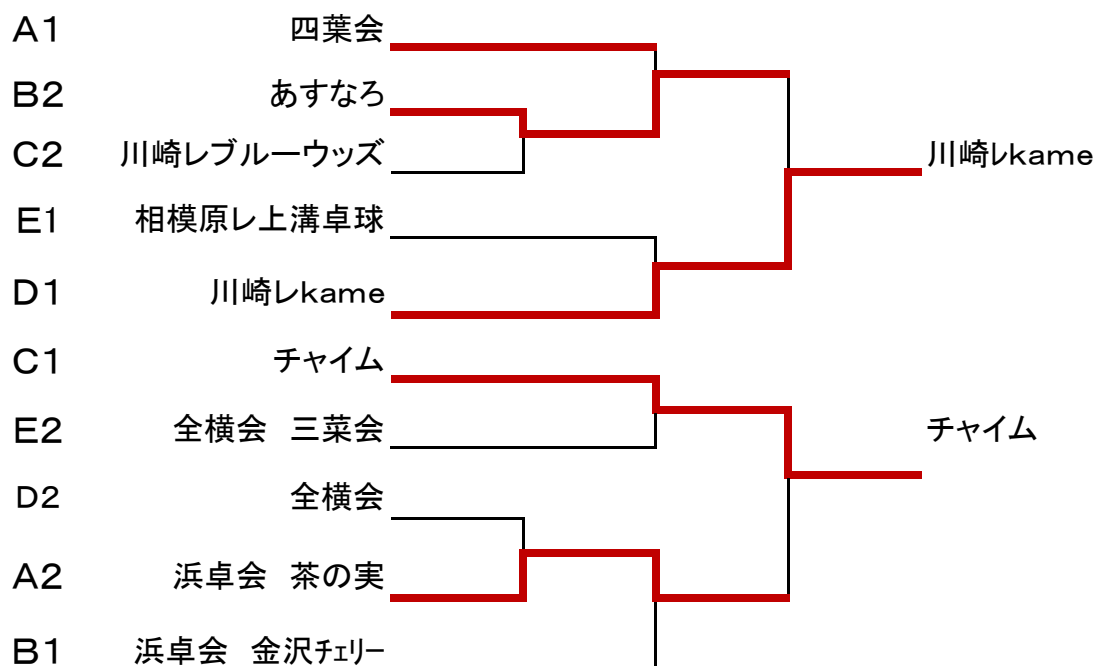 A1 四葉会
B2 あすなろ
C2 川崎レブルーウッズ
川崎レkame
E1 相模原レ上溝卓球
D1 川崎レkame
C1 チャイム
E2 全横会 三菜会
チャイム
D2 全横会
A2 浜卓会 茶の実
B1 浜卓会 金沢チェリー